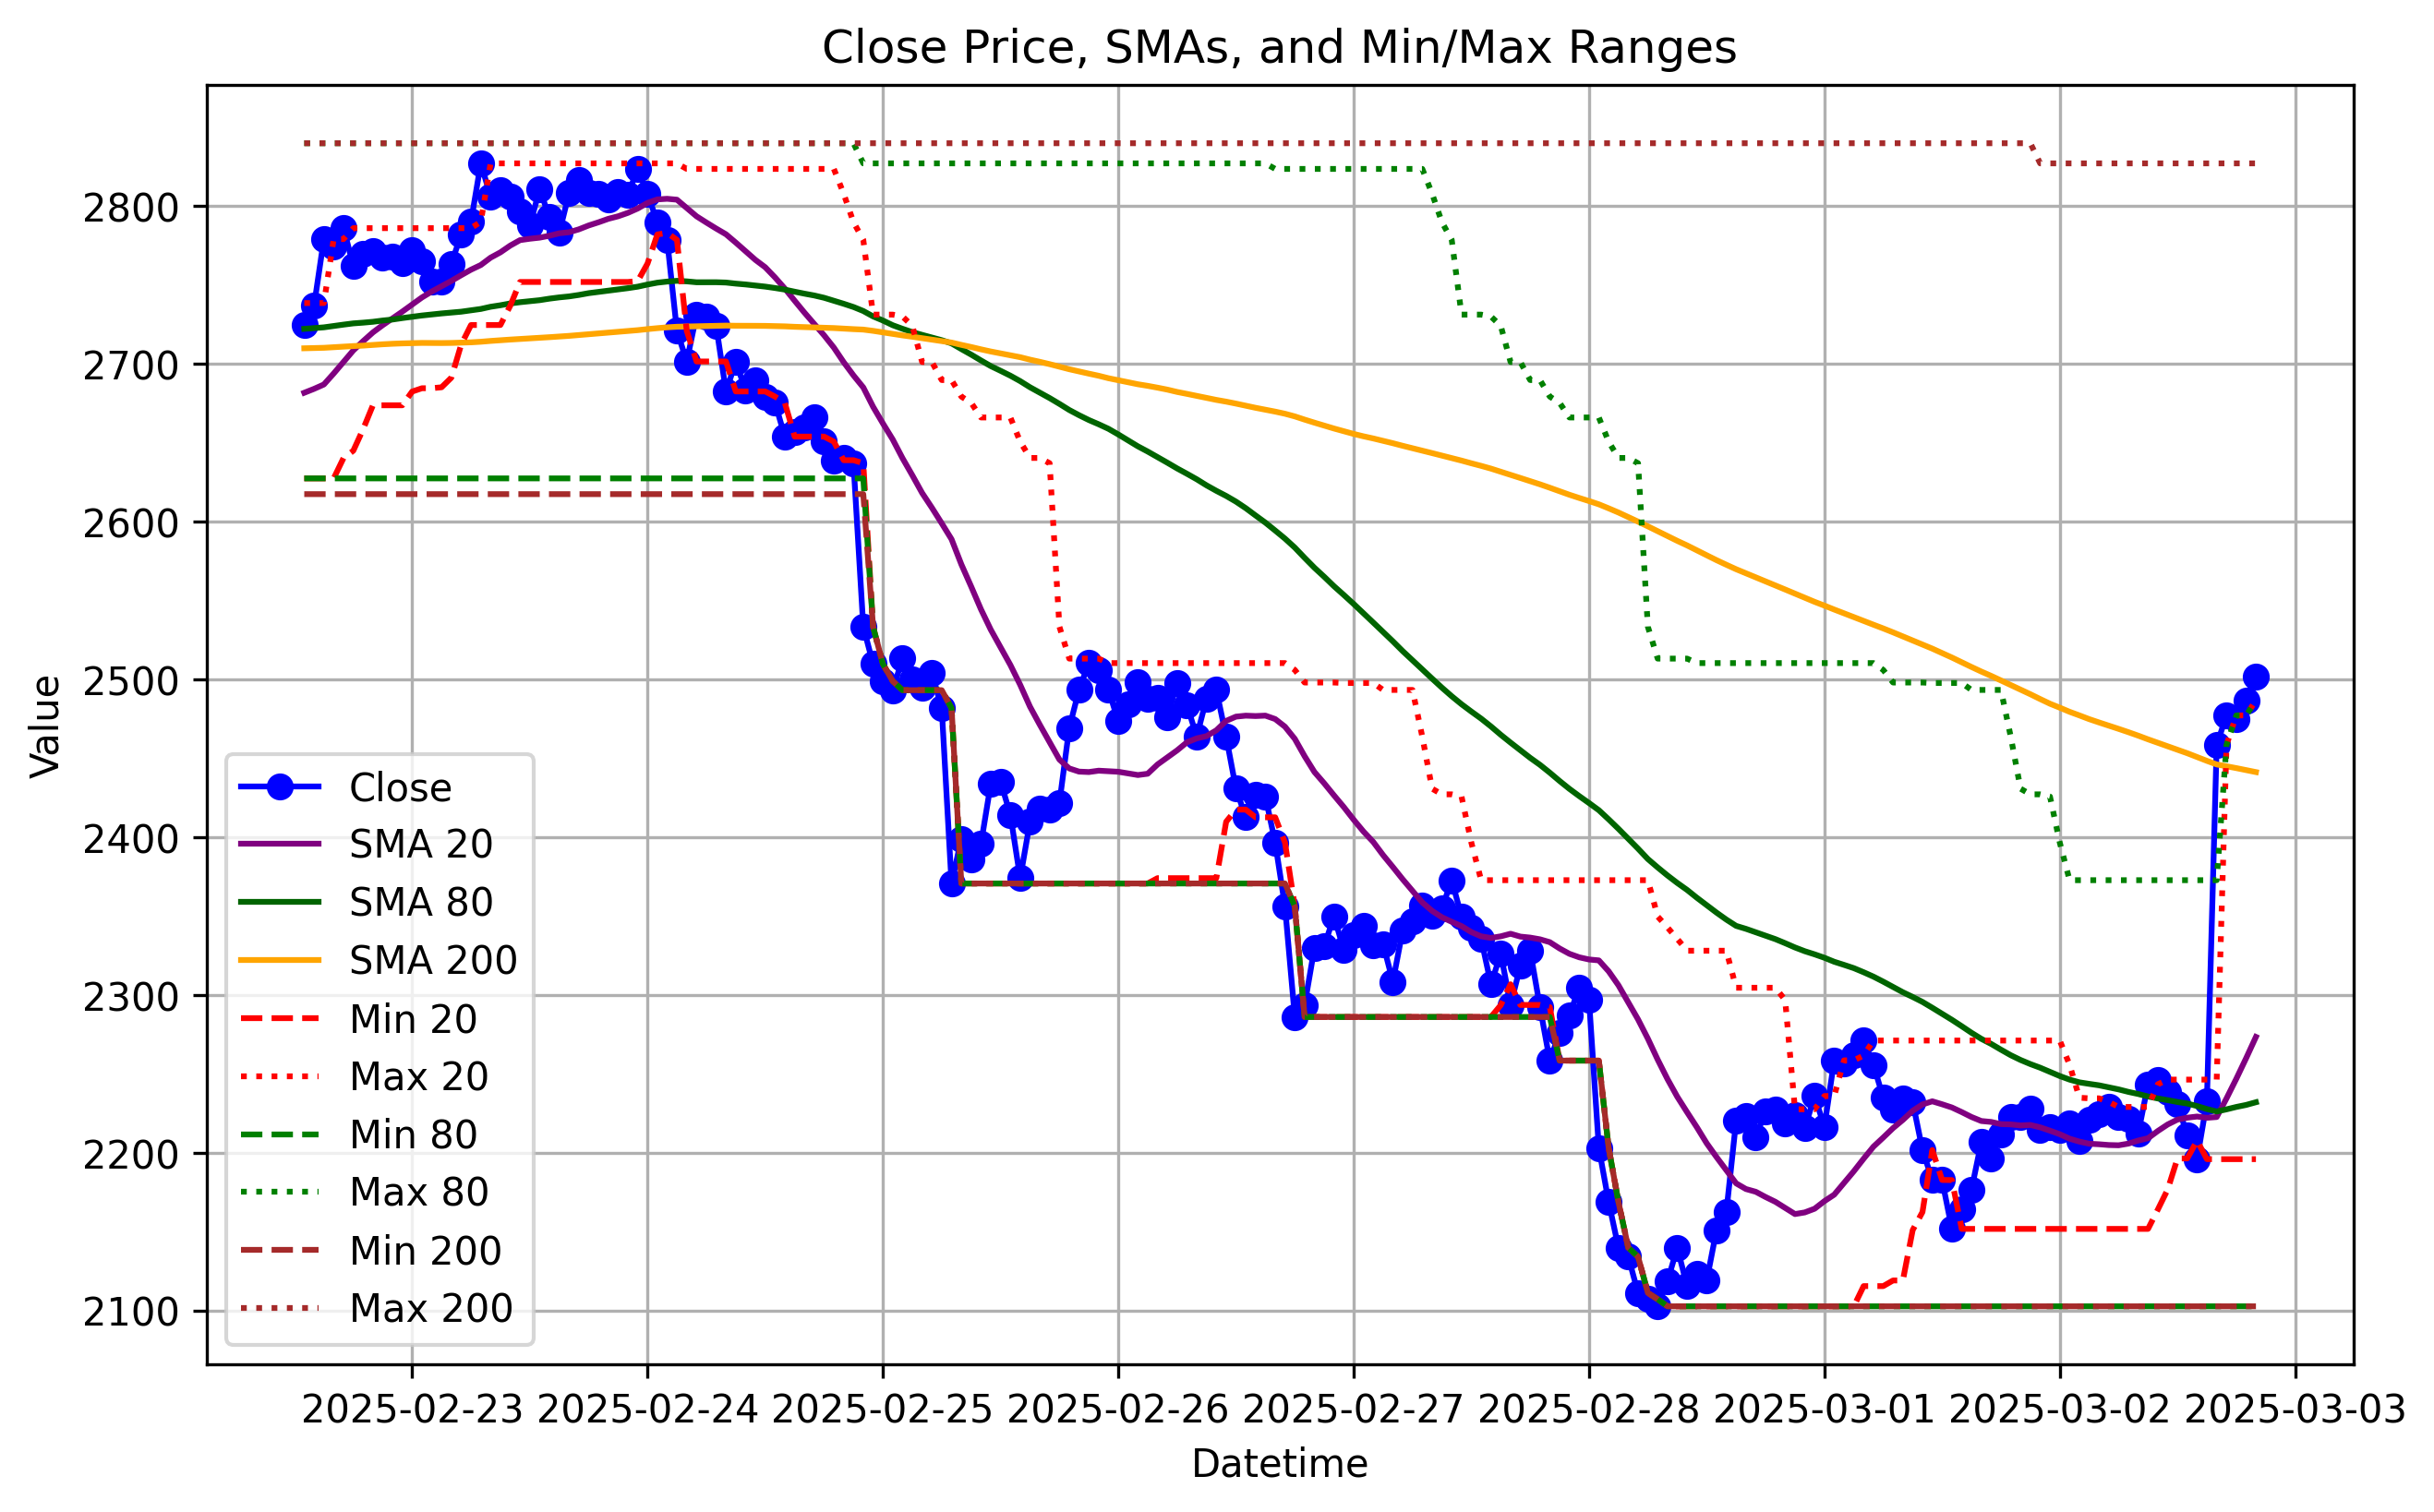 Close Price, SMAs, and Min/Max Ranges
Value
2800
2700
2600
2500
2400
2300
2200
2100
Close
SMA 20
SMA 80
SMA 200
Min 20
Max 20
Min 80
Max 80
Min 200
Max 200
2025-02-23 2025-02-24 2025-02-25 2025-02-26 2025-02-27 2025-02-28 2025-03-01 2025-03-02 2025-03-03
Datetime